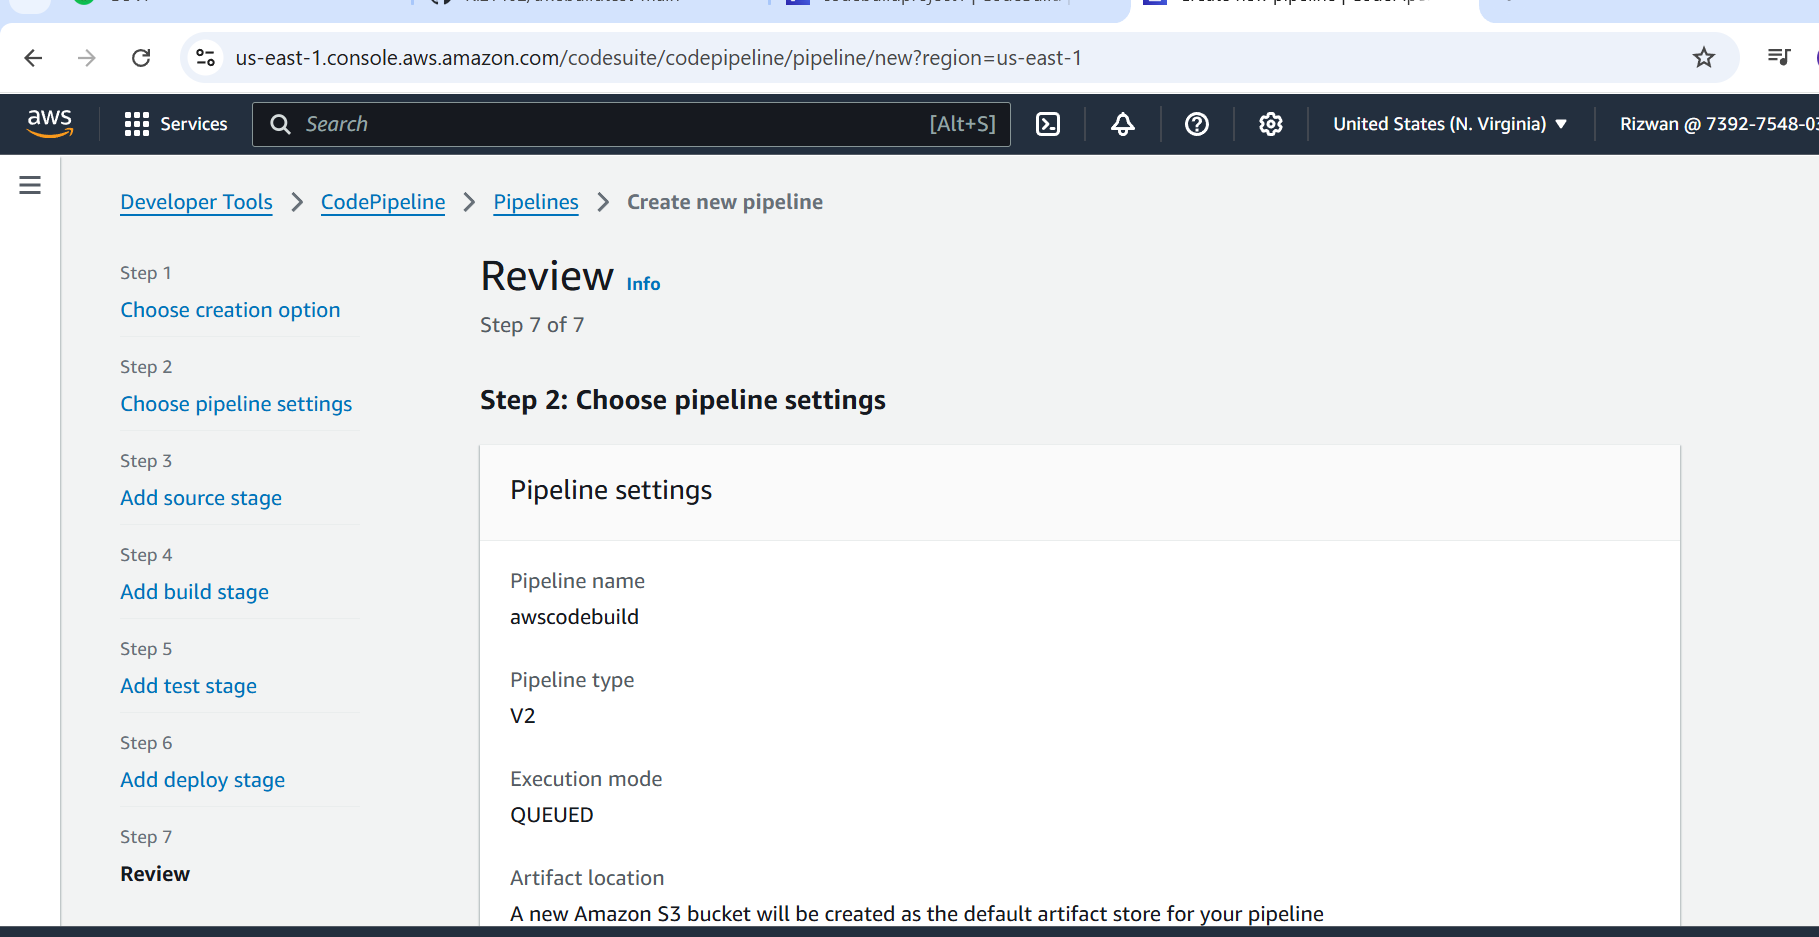 us-east-1.console.aws.amazon.com/codesuite/codepipeline/pipeline/new?region=us-east-1
aws
Services
Search
[Alt+S]
United States (N. Virginia)
Rizwan @ 7392-7548-03
Developer Tools
CodePipeline
Pipelines
Create new pipeline
Step 1
Choose creation option
Step 2
Choose pipeline settings
Step 3
Add source stage
Step 4
Add build stage
Step 5
Add test stage
Step 6
Add deploy stage
Step 7
Review
Review Info
Step 7 of 7
Step 2: Choose pipeline settings
Pipeline settings
Pipeline name
awscodebuild
Pipeline type
V2
Execution mode
QUEUED
Artifact location
A new Amazon S3 bucket will be created as the default artifact store for your pipeline